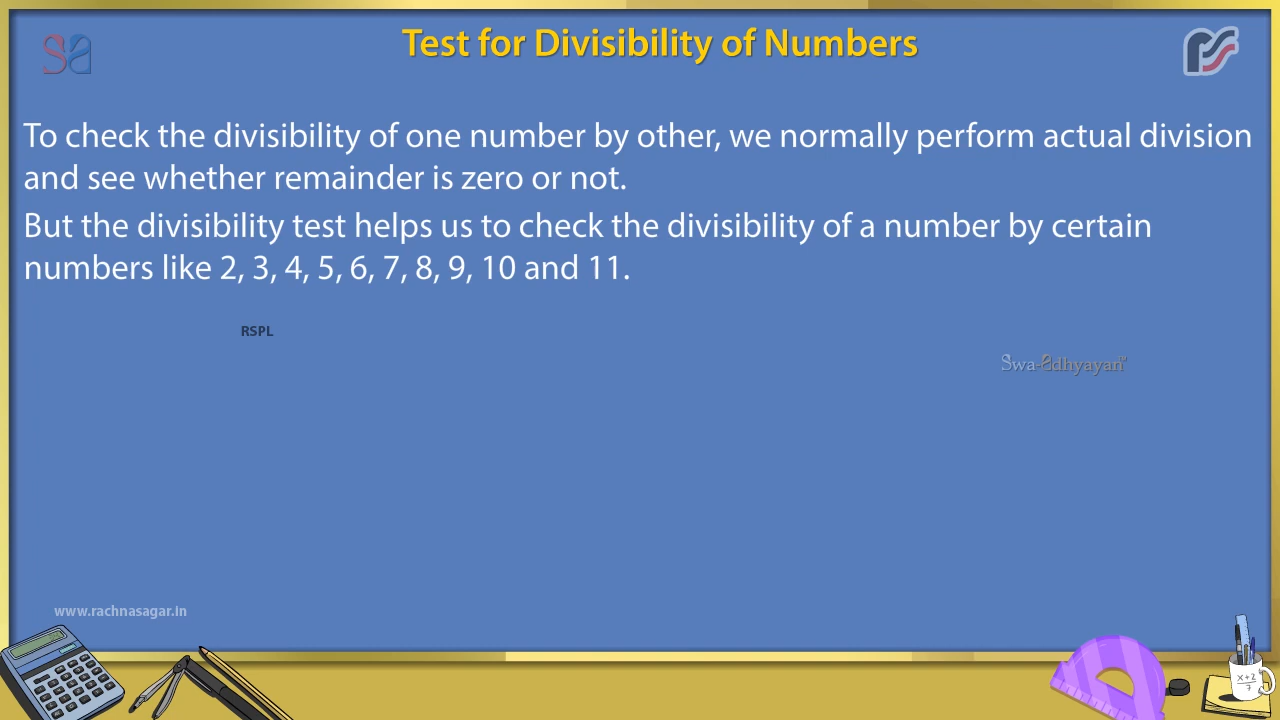 Test for Divisibility of Numbers
sa
To check the divisibility of one number by other, we normally perform actual division
and see whether remainder is zero or not.
But the divisibility test helps us to check the divisibility of a number by certain
numbers like 2, 3, 4, 5, 6, 7, 8, 9, 10 and 11.
RSPL
Swa-Adhyayan
www.rachnasagar.in
x+2
7